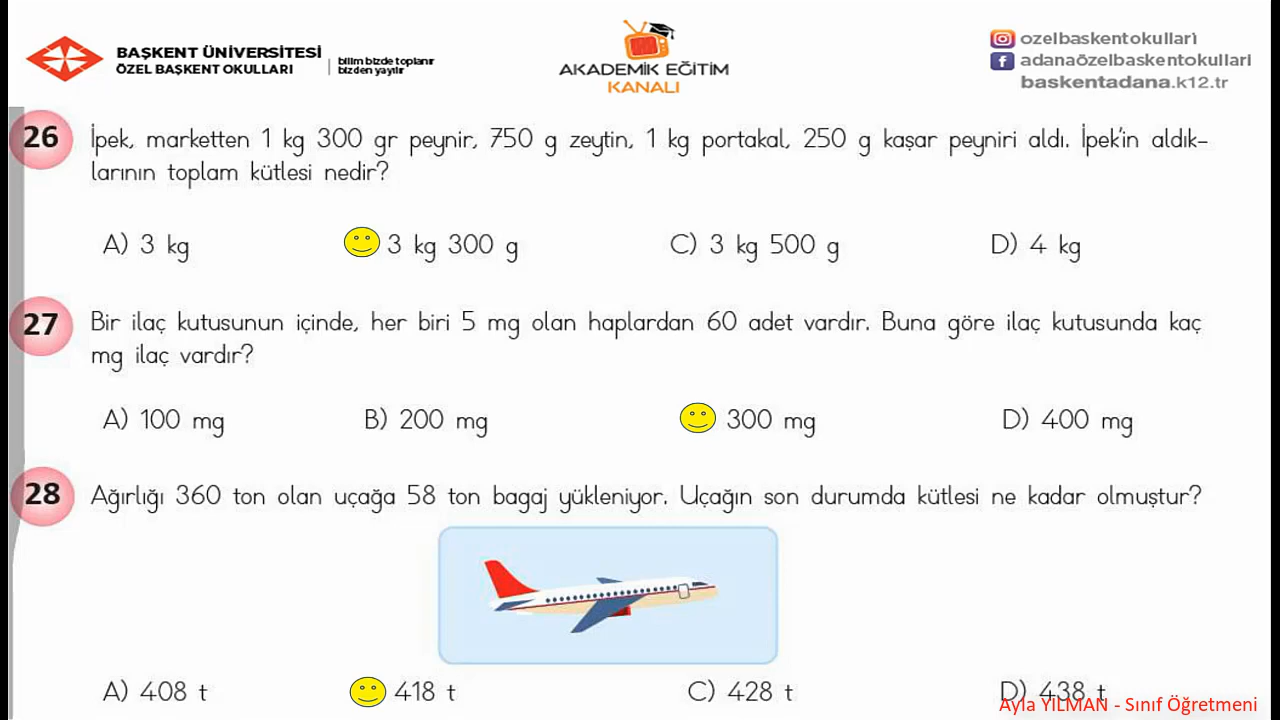 BAŞKENT ÜNİVERSİTESİ
ÖZEL BAŞKENT OKULLARI
bilim bizde toplanır
bizden yayılır
AKADEMİK EĞİTİM
KANALI
ozelbaskentokulları
adanaözelbaskentokullari
baskentadana.k12.tr
26 İpek, marketten 1 kg 300 gr peynir, 750 g zeytin, 1 kg portakal, 250 g kaşar peyniri aldı. İpek'in aldık-
larının toplam kütlesi nedir?
A) 3 kg 3 kg 300 g C) 3 kg 500 g D) 4 kg
27 Bir ilaç kutusunun içinde, her biri 5 mg olan haplardan 60 adet vardır. Buna göre ilaç kutusunda kaç
mg ilaç vardır?
A) 100 mg B) 200 mg 300 mg D) 400 mg
28 Ağırlığı 360 ton olan uçağa 58 ton bagaj yükleniyor. Uçağın son durumda kütlesi ne kadar olmuştur?
A) 408 t 418 t C) 428 t D) 438 t
Ayla YILMAN - Sınıf Öğretmeni